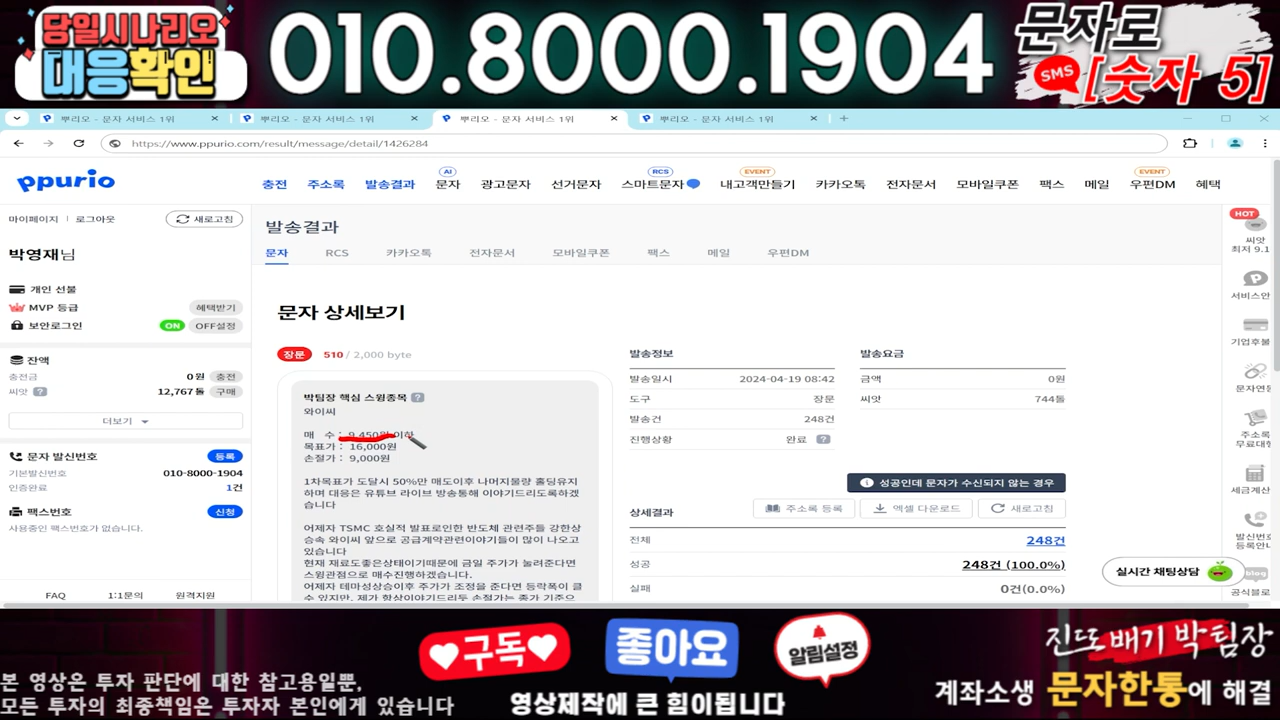 당일시나리오
대응확인
010.8000.1904
문자로
SMS
[숫자 5]
뿌리오 - 문자 서비스 1위
뿌리오 - 문자 서비스 1위
뿌리오 - 문자 서비스 1위
뿌리오 - 문자 서비스 1위
https://www.ppurio.com/result/message/detail/1426284
ppurio
충전
주소록
발송결과
AI
문자
광고문자
선거문자
RCS
스마트문자
EVENT
내고객만들기
카카오톡
전자문서
모바일쿠폰
팩스
메일
EVENT
우편DM
혜택
마이페이지 | 로그아웃
새로고침
박영재님
개인 선불
MVP 등급 혜택받기
보안로그인 ON OFF설정
잔액
충전금 0원 충전
씨앗 ? 12,767톨 구매
더보기
문자 발신번호 등록
기본발신번호 010-8000-1904
인증완료 1건
팩스번호 신청
사용중인 팩스번호가 없습니다.
FAQ 1:1문의 원격지원
발송결과
문자 RCS 카카오톡 전자문서 모바일쿠폰 팩스 메일 우편DM
문자 상세보기
장문 510 / 2,000 byte
박팀장 핵심 스윙종목 ?
와이씨
매 수 : 9,450원 이하
목표가 : 16,000원
손절가 : 9,000원
1차목표가 도달시 50%만 매도이후 나머지물량 홀딩유지
하며 대응은 유튜브 라이브 방송통해 이야기드리도록하겠
습니다
어제자 TSMC 호실적 발표로인한 반도체 관련주들 강한상
승속 와이씨 앞으로 공급계약관련이야기들이 많이 나오고
있습니다
현재 재료도좋은상태이기때문에 금일 주가가 눌려준다면
스윙관점으로 매수진행하겠습니다.
어제자 테마성상승이후 주가가 조정을 준다면 등락폭이 클
수 있지만, 제가 항상이야기드리두 손절가는 종가 기준으
발송정보
발송일시 2024-04-19 08:42
도구 장문
발송건 248건
진행상황 완료 ?
발송요금
금액 0원
씨앗 744톨
성공인데 문자가 수신되지 않는 경우
상세결과
주소록 등록
엑셀 다운로드
새로고침
전체 248건
성공 248건 (100.0%)
실패 0건(0.0%)
HOT
씨앗
최저 9.1
서비스안
기업후불
문자연동
주소록
무료대행
세금계산
발신번호
등록안내
blog
공식블로
실시간 채팅상담
구독
좋아요
알림설정
영상제작에 큰 힘이됩니다
본 영상은 투자 판단에 대한 참고용일뿐,
모든 투자의 최종책임은 투자자 본인에게 있습니다
진또배기 박팀장
계좌소생 문자한통에 해결